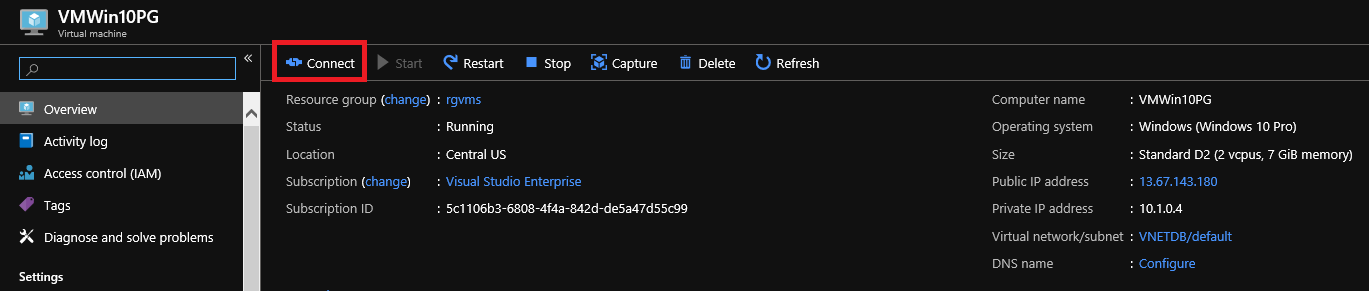 VMWin10PG
Virtual machine
«
Connect Start Restart Stop Capture Delete Refresh
Overview
Activity log
Access control (IAM)
Tags
Diagnose and solve problems
Settings
Resource group (change) : rgvms
Status : Running
Location : Central US
Subscription (change) : Visual Studio Enterprise
Subscription ID : 5c1106b3-6808-4f4a-842d-de5a47d55c99
Computer name : VMWin10PG
Operating system : Windows (Windows 10 Pro)
Size : Standard D2 (2 vcpus, 7 GiB memory)
Public IP address : 13.67.143.180
Private IP address : 10.1.0.4
Virtual network/subnet : VNETDB/default
DNS name : Configure